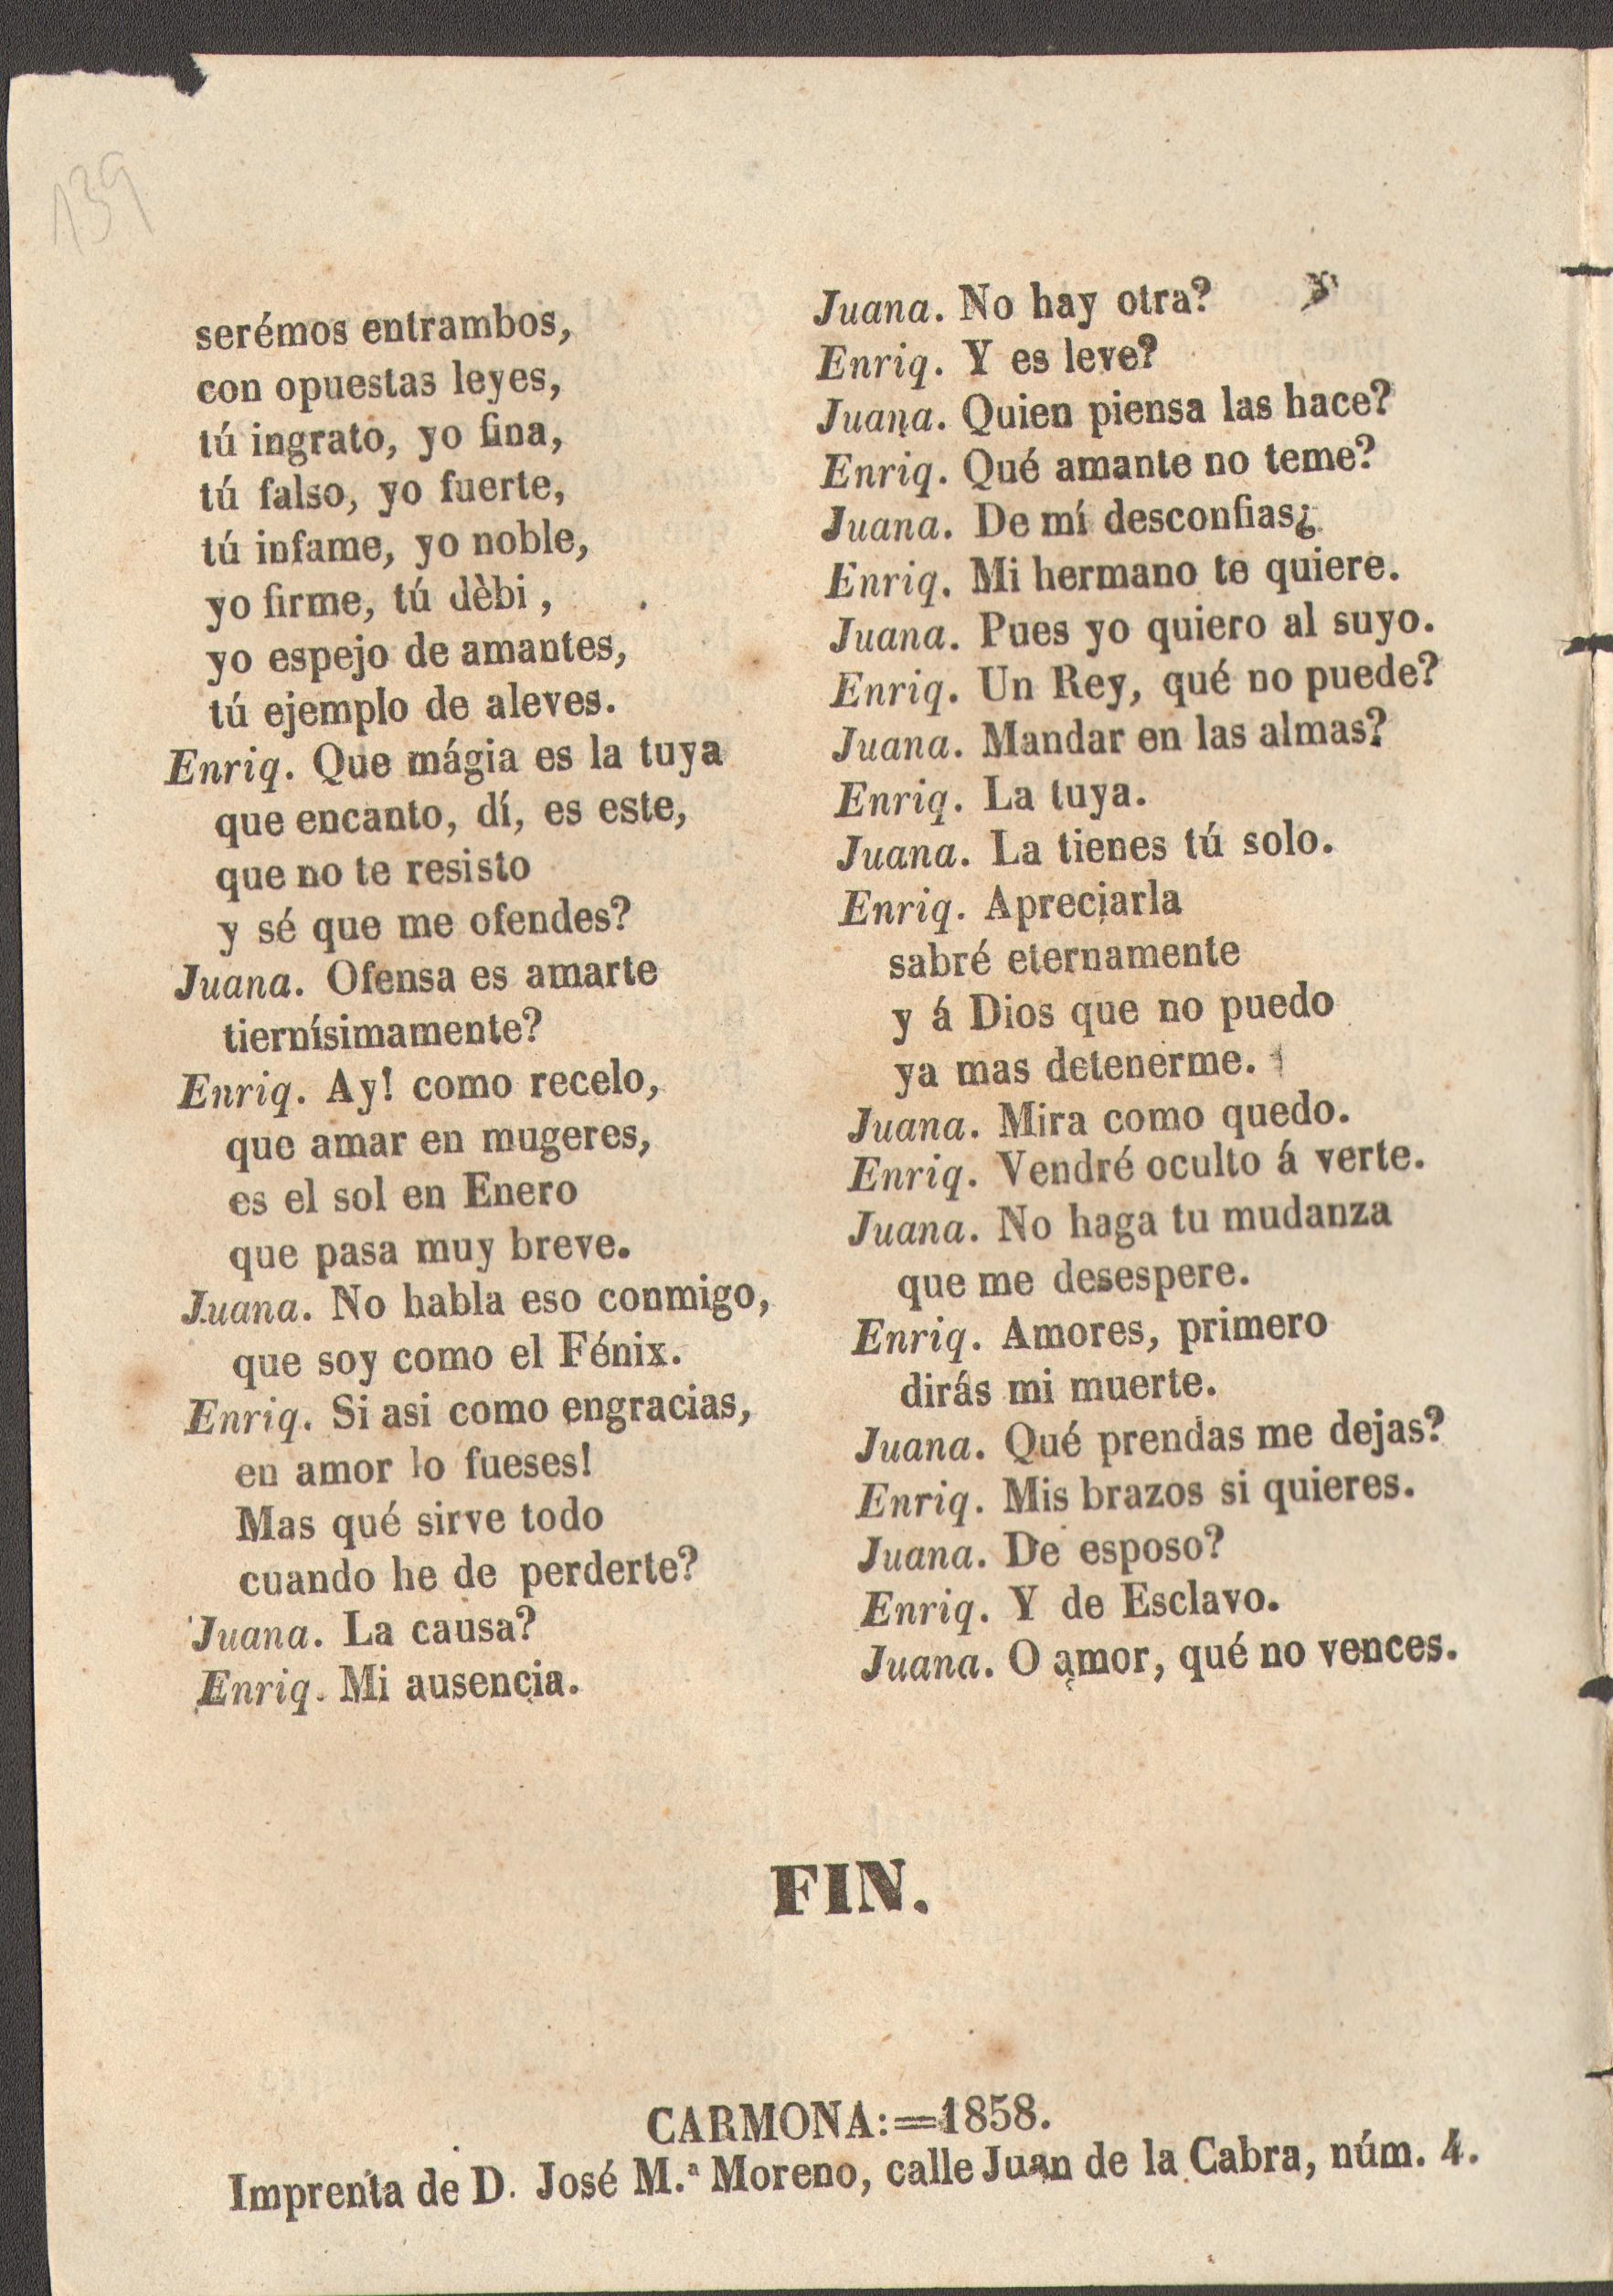 139
serémos entrambos,
con opuestas leyes,
tú ingrato, yo fina,
tú falso, yo fuerte,
tú infame, yo noble,
yo firme, tú dèbi ,
yo espejo de amantes,
tú ejemplo de aleves.
Enriq. Que mágia es la tuya
que encanto, dí, es este,
que no te resisto
y sé que me ofendes?
Juana. Ofensa es amarte
tiernísimamente?
Enriq. Ay! como recelo,
que amar en mugeres,
es el sol en Enero
que pasa muy breve.
Juana. No habla eso conmigo,
que soy como el Fénix.
Enriq. Si asi como engracias,
en amor lo fueses!
Mas qué sirve todo
cuando he de perderte?
Juana. La causa?
Enriq. Mi ausencia.
Juana. No hay otra?
Enriq. Y es leve?
Juana. Quien piensa las hace?
Enriq. Qué amante no teme?
Juana. De mí desconfias¿
Enriq. Mi hermano te quiere.
Juana. Pues yo quiero al suyo.
Enriq. Un Rey, qué no puede?
Juana. Mandar en las almas?
Enriq. La tuya.
Juana. La tienes tú solo.
Enriq. Apreciarla
sabré eternamente
y á Dios que no puedo
ya mas detenerme.
Juana. Mira como quedo.
Enriq. Vendré oculto á verte.
Juana. No haga tu mudanza
que me desespere.
Enriq. Amores, primero
dirás mi muerte.
Juana. Qué prendas me dejas?
Enriq. Mis brazos si quieres.
Juana. De esposo?
Enriq. Y de Esclavo.
Juana. O amor, qué no vences.
FIN.
CARMONA:=1858.
Imprenta de D. José M.ª Moreno, calle Juan de la Cabra, núm. 4.